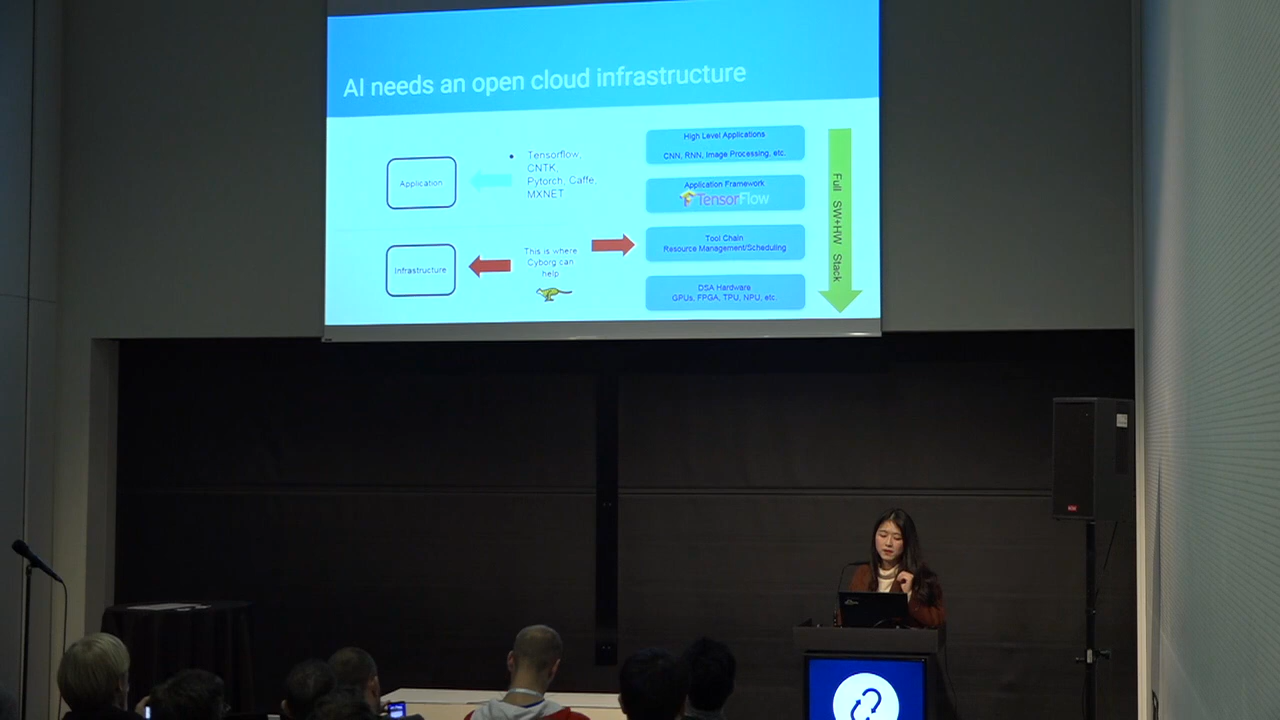 AI needs an open cloud infrastructure
Application
• Tensorflow,
CNTK,
Pytorch, Caffe,
MXNET
Infrastructure
This is where
Cyborg can
help
High Level Applications
CNN, RNN, Image Processing, etc.
Application Framework
TensorFlow
Tool Chain
Resource Management/Scheduling
DSA Hardware
GPUs, FPGA, TPU, NPU, etc.
Full SW+HW Stack